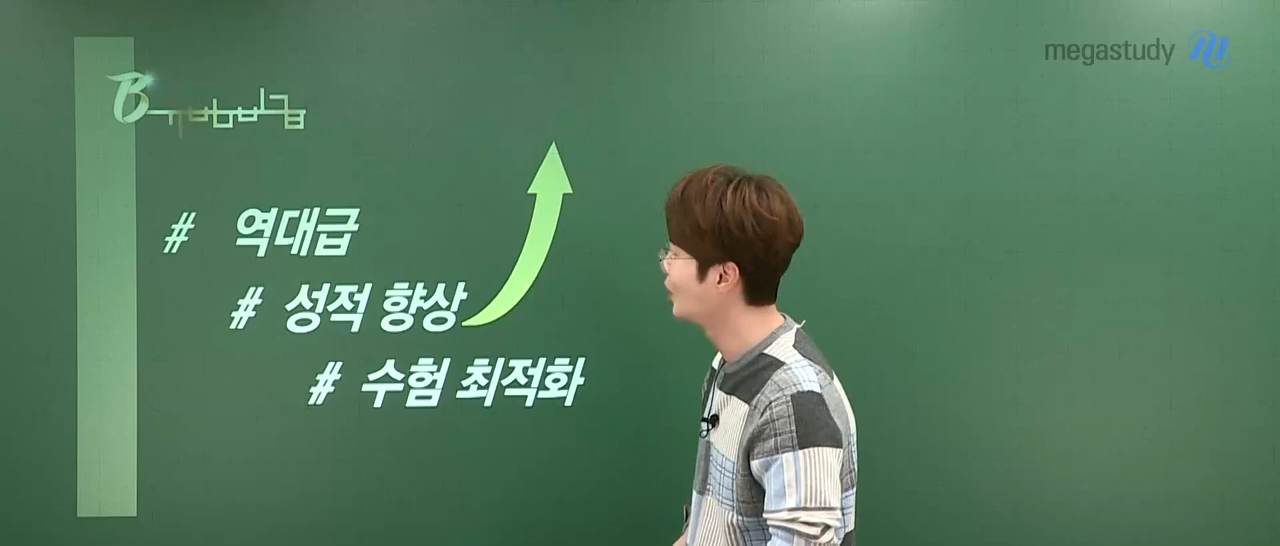 megastudy
# 역대급
# 성적 향상
# 수험 최적화